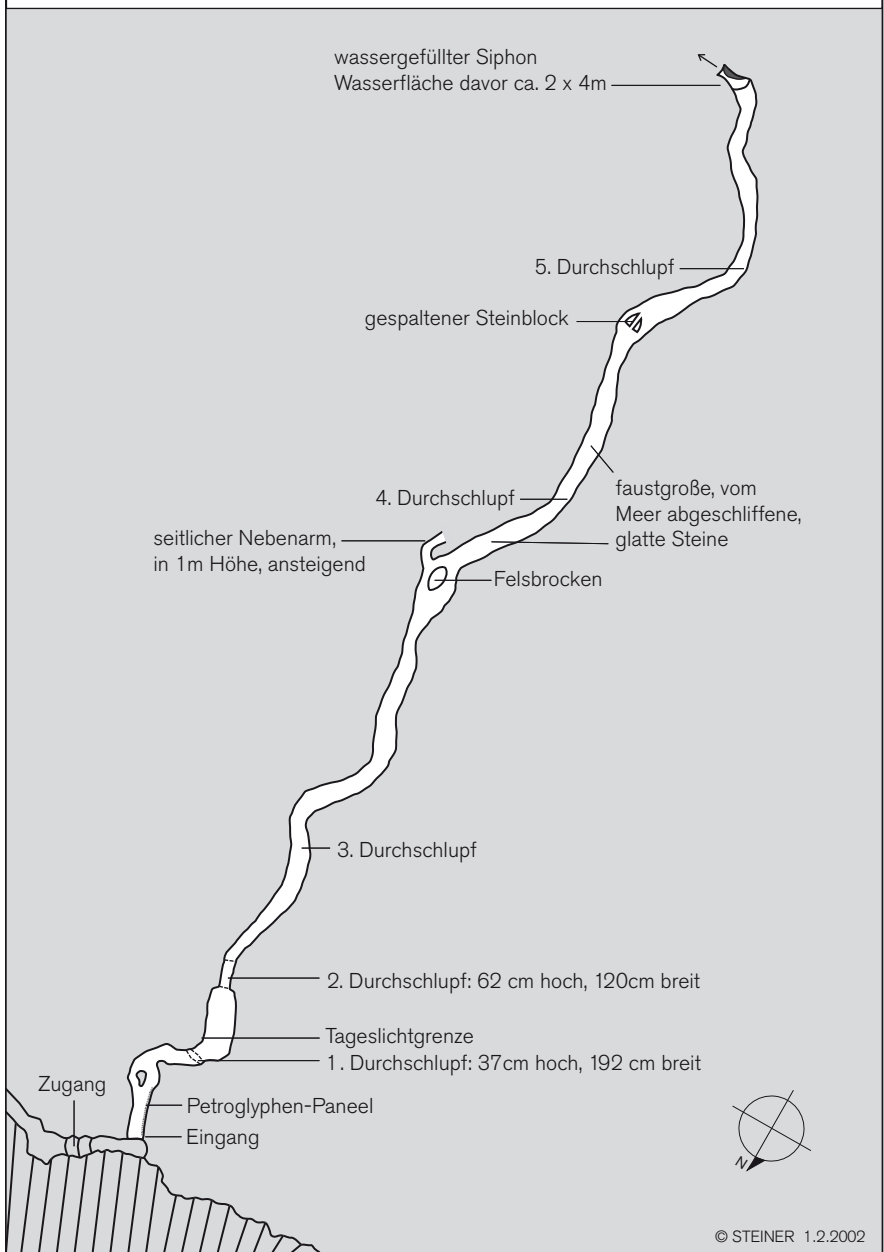 wassergefüllter Siphon
Wasserfläche davor ca. 2 x 4m
5. Durchschlupf
gespaltener Steinblock
4. Durchschlupf
faustgroße, vom
Meer abgeschliffene,
glatte Steine
seitlicher Nebenarm,
in 1m Höhe, ansteigend
Felsbrocken
3. Durchschlupf
2. Durchschlupf: 62 cm hoch, 120cm breit
Tageslichtgrenze
1. Durchschlupf: 37cm hoch, 192 cm breit
Zugang
Petroglyphen-Paneel
Eingang
N
© STEINER 1.2.2002